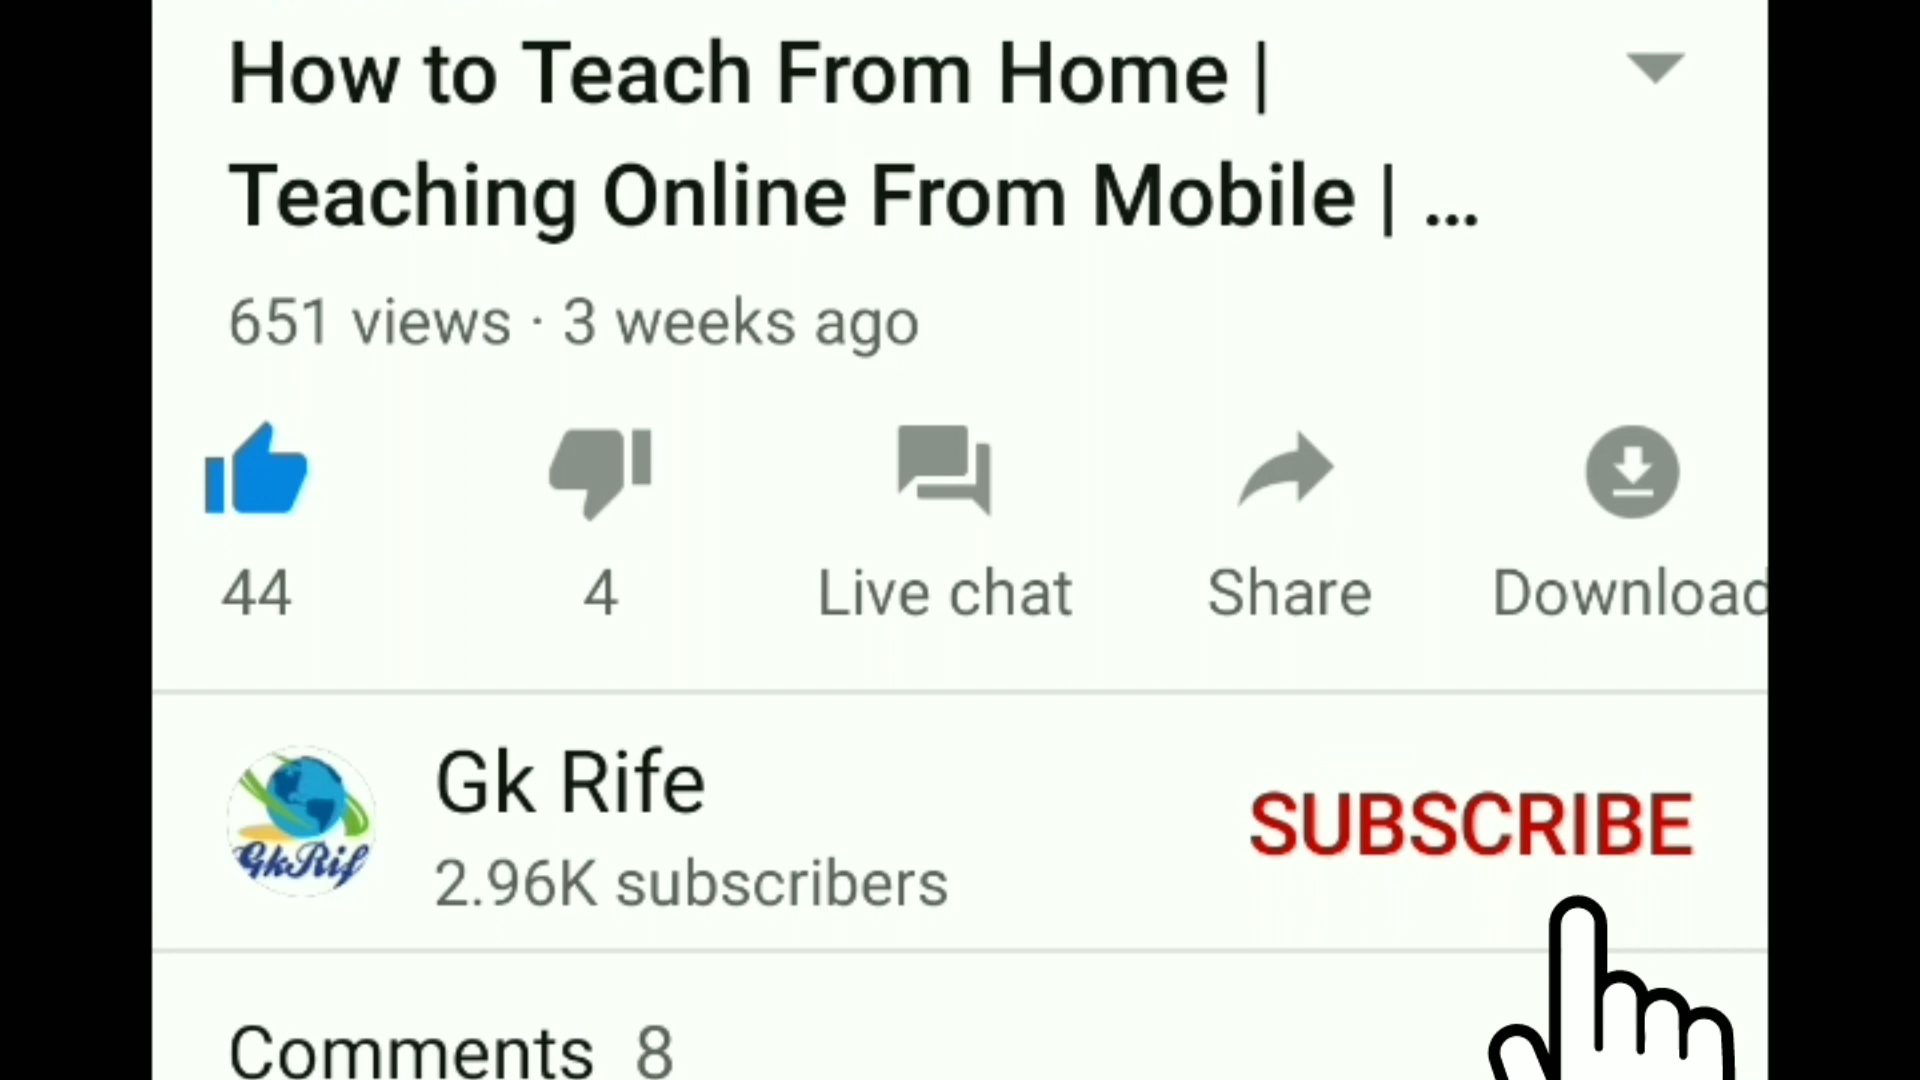 How to Teach From Home |
Teaching Online From Mobile | ...
651 views · 3 weeks ago
44
4
Live chat
Share
Download
Gk Rife
GkRif
2.96K subscribers
SUBSCRIBE
Comments 8